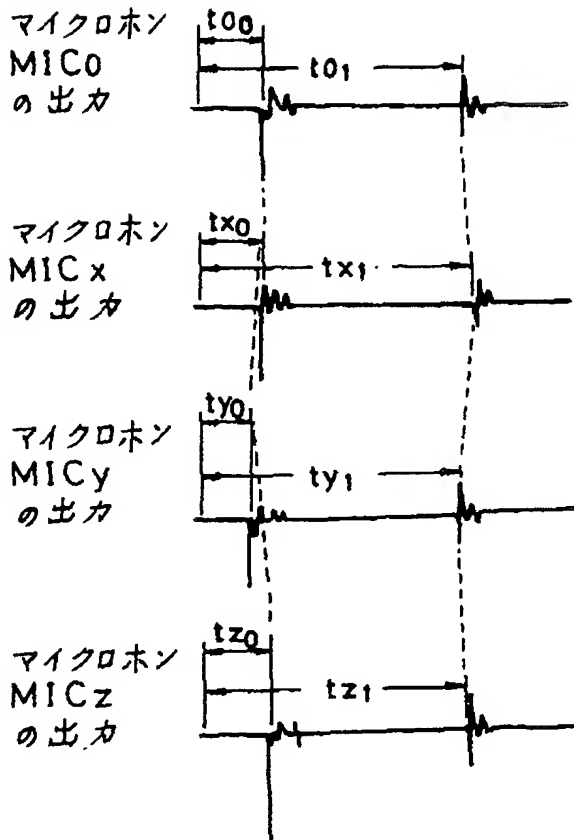 マイクロホン
MIC0
の出力
to₀
to₁
マイクロホン
MICx
の出力
tx₀
tx₁
マイクロホン
MICy
の出力
ty₀
ty₁
マイクロホン
MICz
の出力
tz₀
tz₁